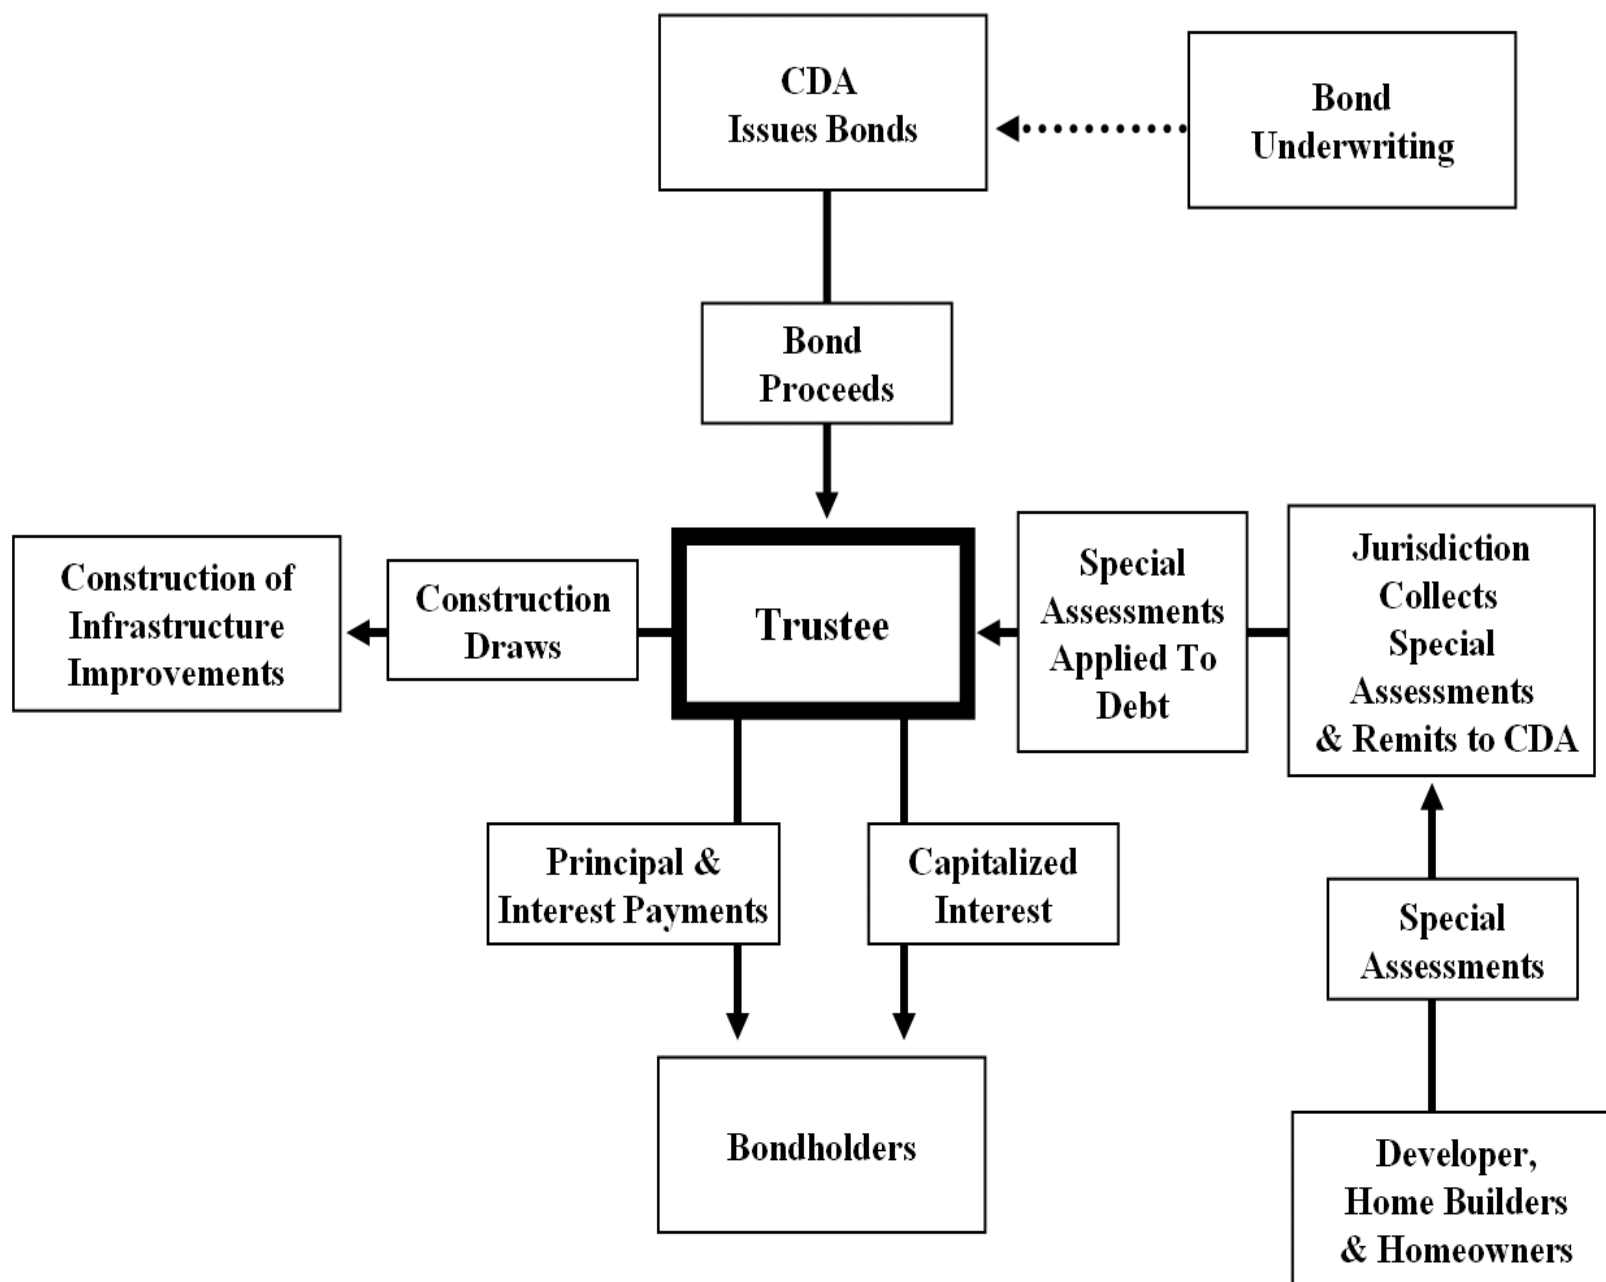 CDA
Issues Bonds
Bond
Underwriting
Bond
Proceeds
Construction of
Infrastructure
Improvements
Construction
Draws
Trustee
Special
Assessments
Applied To
Debt
Jurisdiction
Collects
Special
Assessments
& Remits to CDA
Principal &
Interest Payments
Capitalized
Interest
Special
Assessments
Bondholders
Developer,
Home Builders
& Homeowners